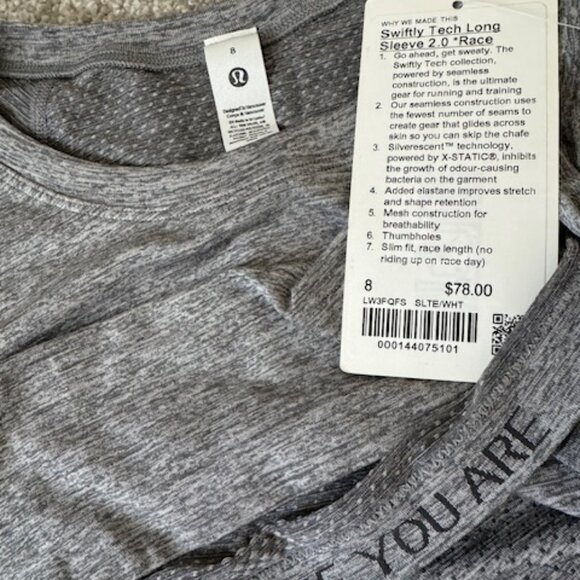 8
WHY WE MADE THIS
Swiftly Tech Long
Sleeve 2.0 *Race
1. Go ahead, get sweaty. The
Swiftly Tech collection,
powered by seamless
construction, is the ultimate
gear for running and training
2. Our seamless construction uses
the fewest number of seams to
create gear that glides across
skin so you can skip the chafe
3. Silverescent™ technology,
powered by X-STATIC®, inhibits
the growth of odour-causing
bacteria on the garment
4. Added elastane improves stretch
and shape retention
5. Mesh construction for
breathability
6. Thumbholes
7. Slim fit, race length (no
riding up on race day)
8 $78.00
LW3FQFS SLTE/WHT
000144075101
YOU ARE